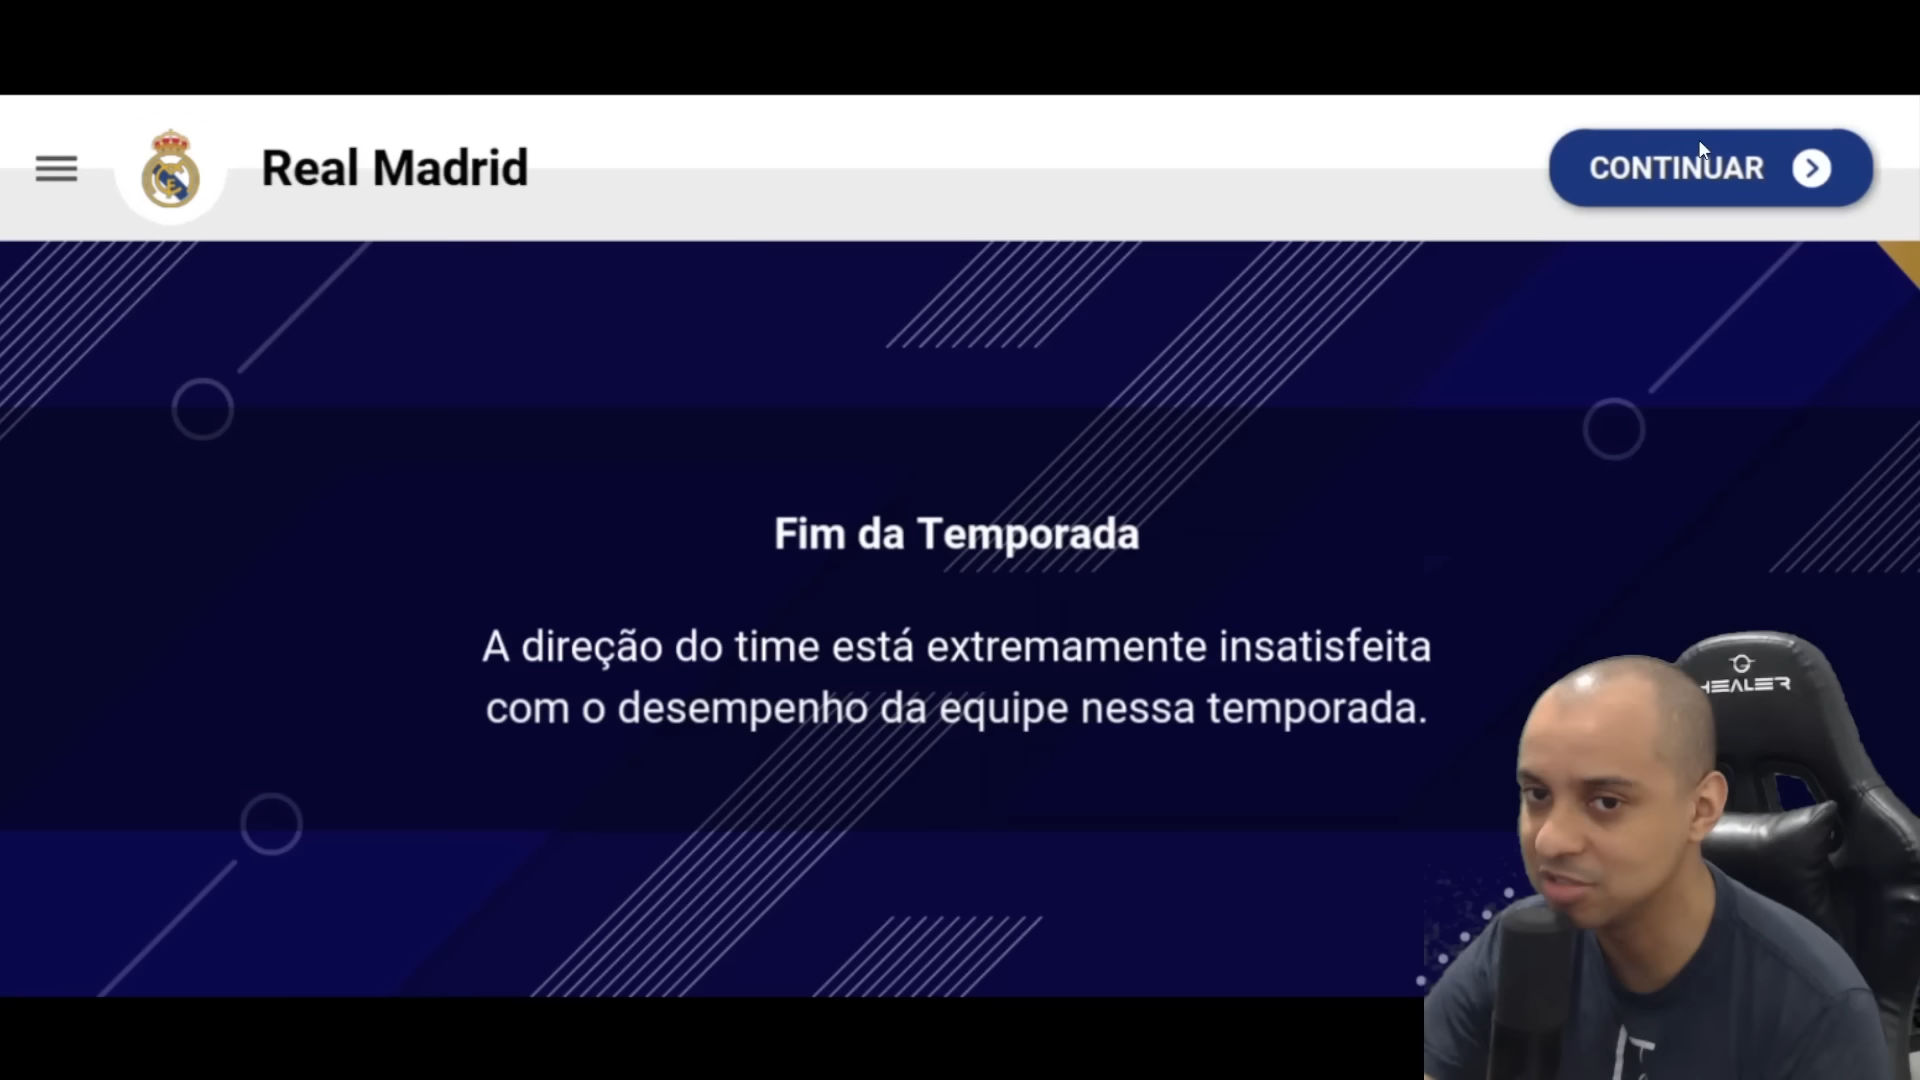 Real Madrid
CONTINUAR
Fim da Temporada
A direção do time está extremamente insatisfeita
com o desempenho da equipe nessa temporada.
HEALER